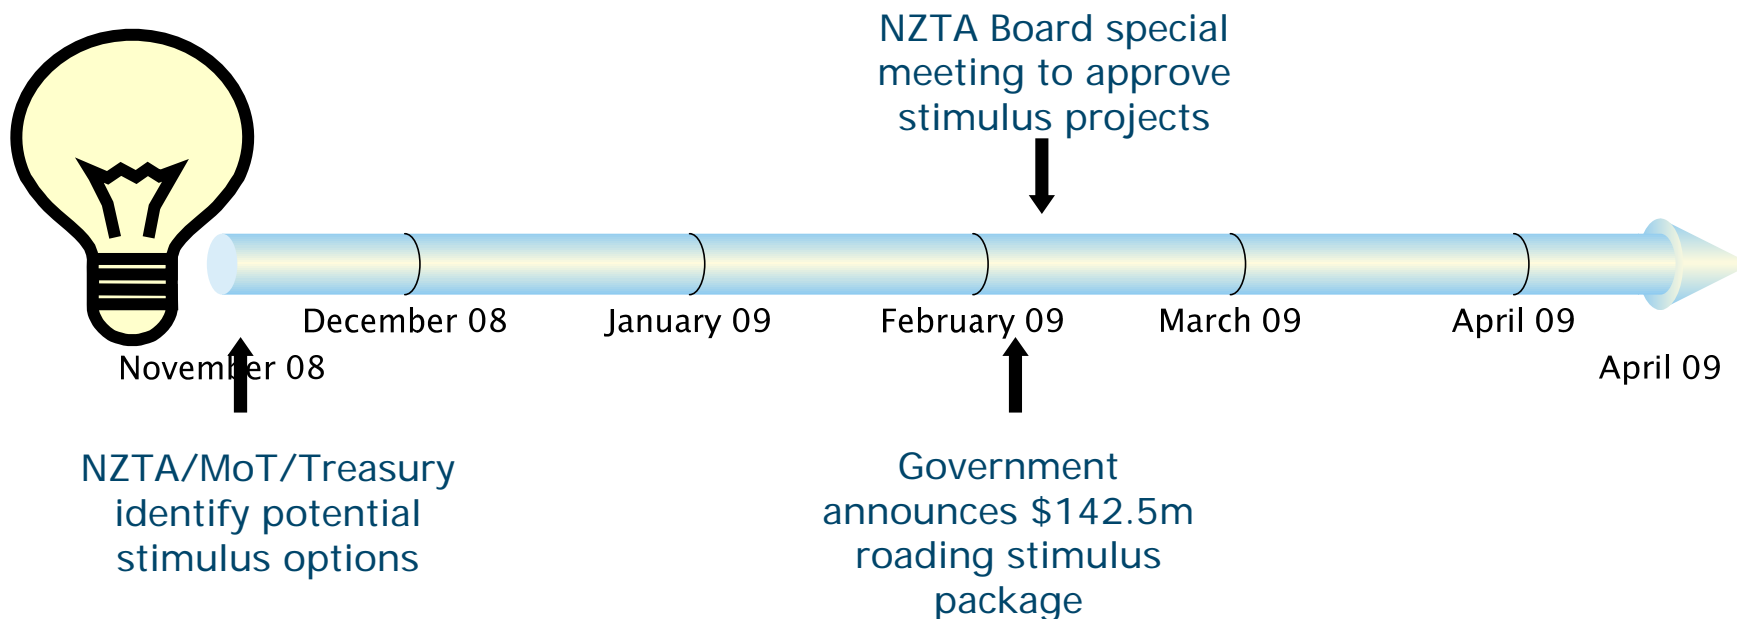 NZTA Board special
meeting to approve
stimulus projects
December 08
January 09
February 09
March 09
April 09
November 08
April 09
NZTA/MoT/Treasury
identify potential
stimulus options
Government
announces $142.5m
roading stimulus
package